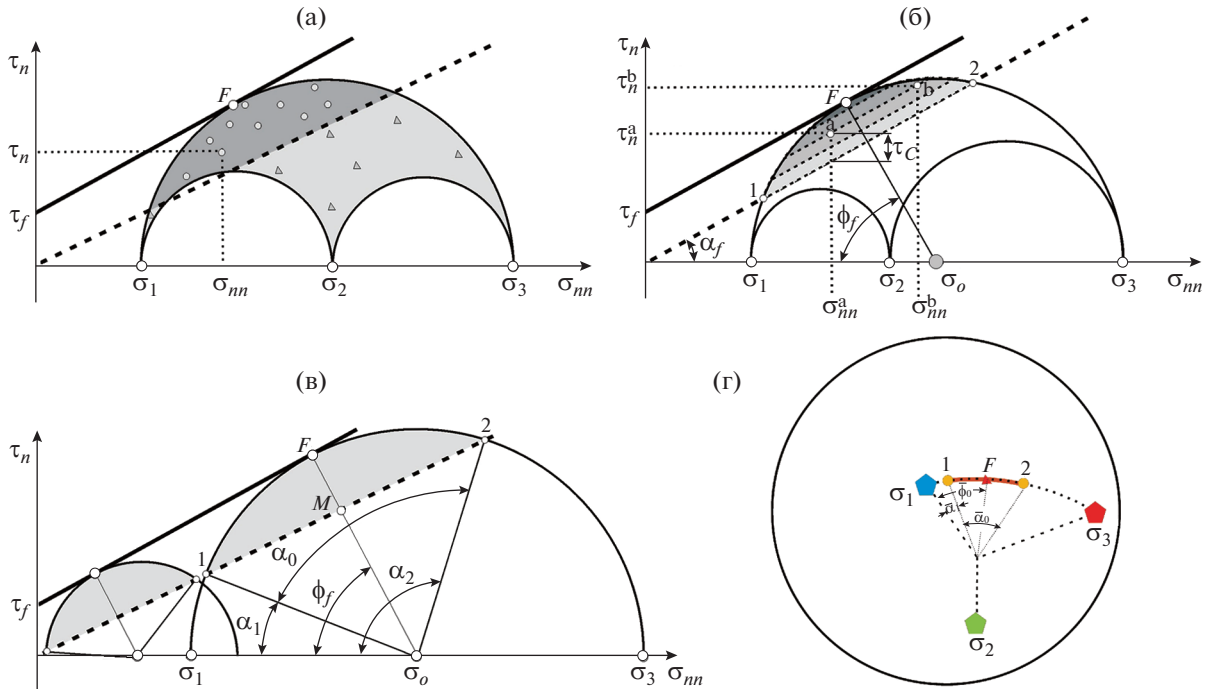 (а)
τn
F
τn
τf
σ1
σnn
σ2
σ3
σnn
(б)
τn
τnᵇ
2
F
b
τnᵃ
a
τC
1
τf
ϕf
αf
σ1
σ2
σo
σ3
σnn
σnnᵃ
σnnᵇ
(в)
τn
2
F
M
1
α0
α2
τf
α1
ϕf
σ1
σo
σ3
σnn
(г)
1
F
2
σ1
ϕ̄0
ᾱ0
σ3
σ2